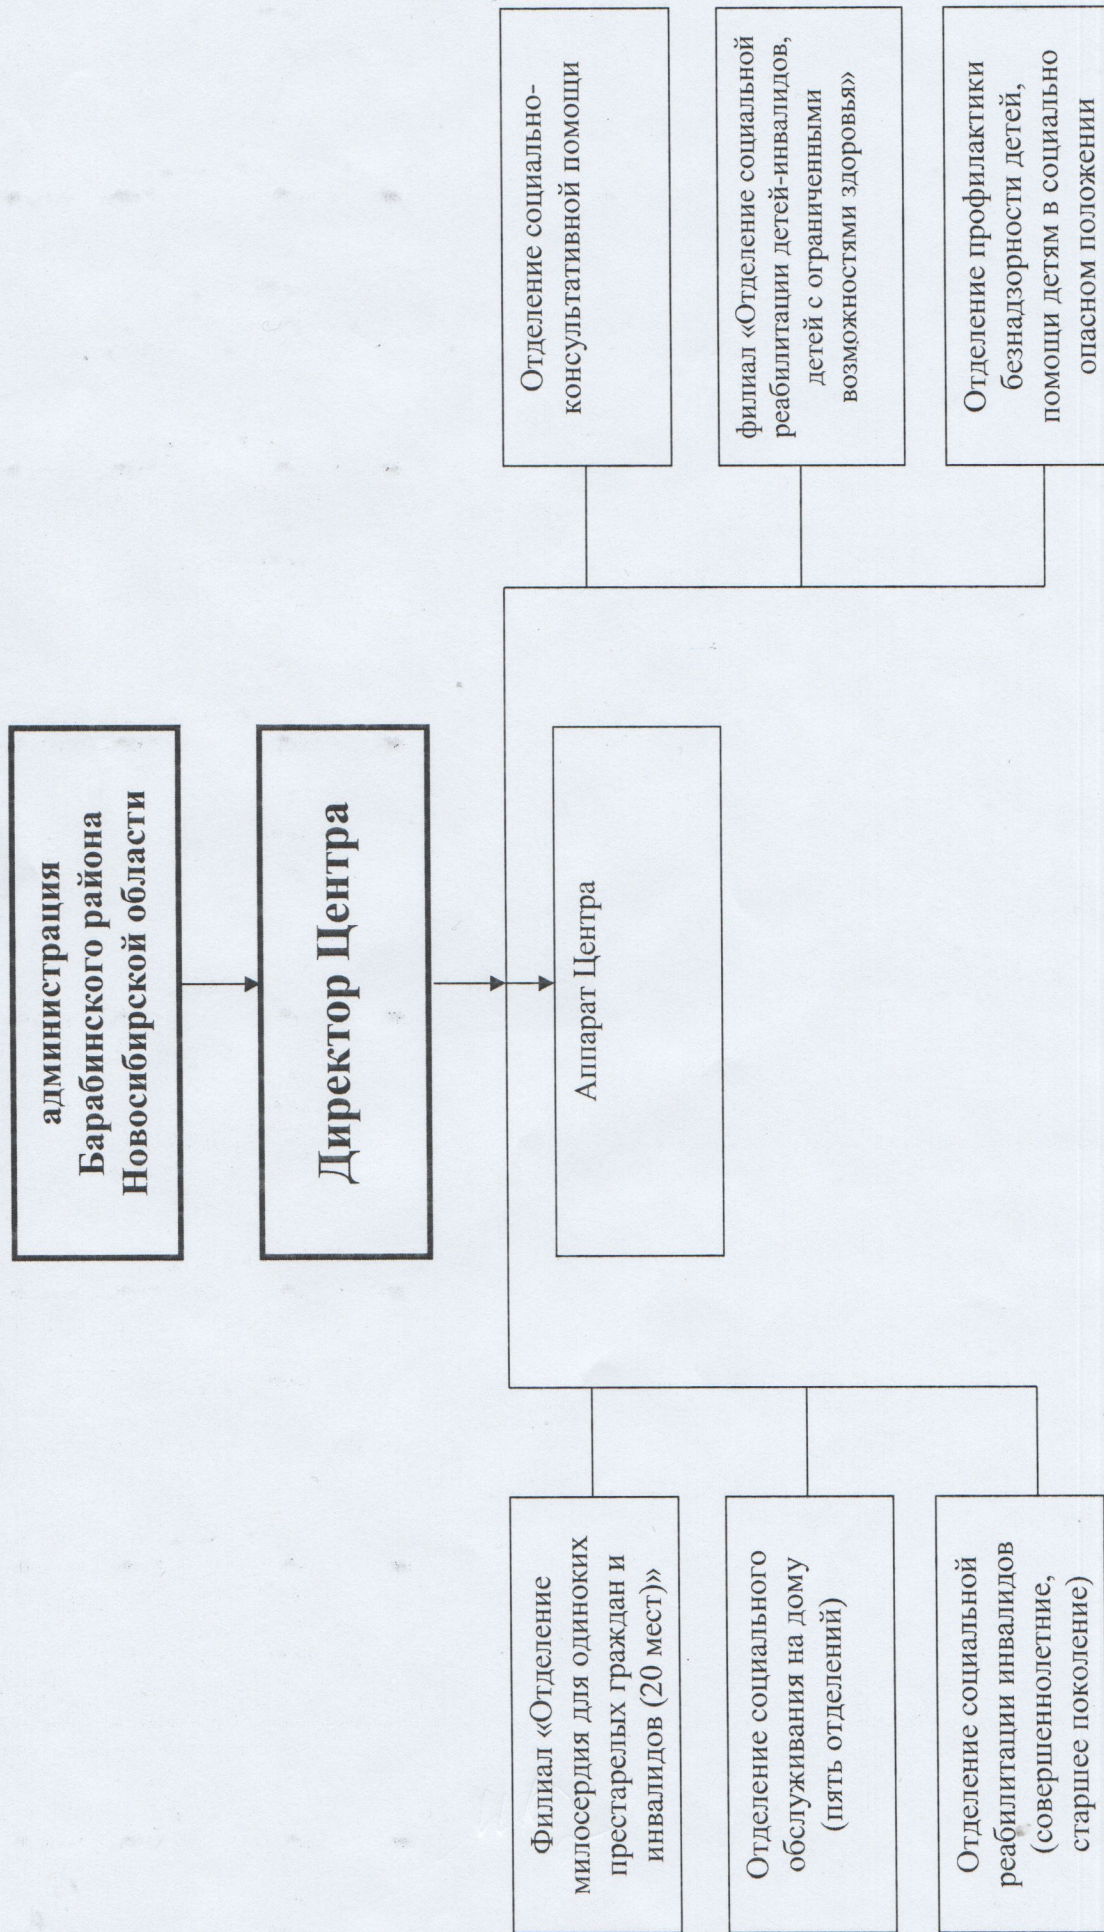 администрация
Барабинского района
Новосибирской области
Директор Центра
Аппарат Центра
Филиал «Отделение
милосердия для одиноких
престарелых граждан и
инвалидов (20 мест)»
Отделение социального
обслуживания на дому
(пять отделений)
Отделение социальной
реабилитации инвалидов
(совершеннолетние,
старшее поколение)
Отделение социально-
консультативной помощи
филиал «Отделение социальной
реабилитации детей-инвалидов,
детей с ограниченными
возможностями здоровья»
Отделение профилактики
безнадзорности детей,
помощи детям в социально
опасном положении